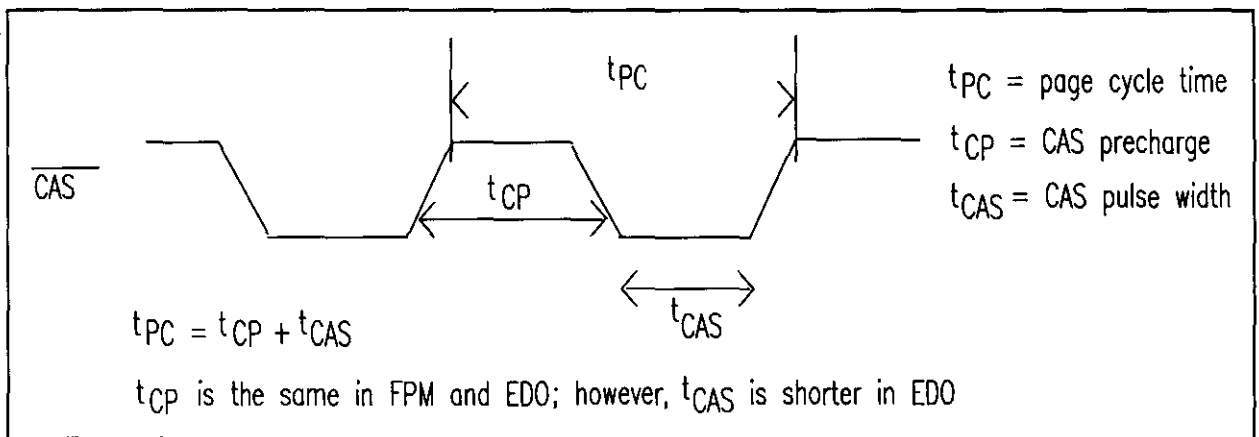 tPC
tPC = page cycle time
tCP = CAS precharge
tCAS = CAS pulse width
CAS
tCP
tCAS
tPC = tCP + tCAS
tCP is the same in FPM and EDO; however, tCAS is shorter in EDO